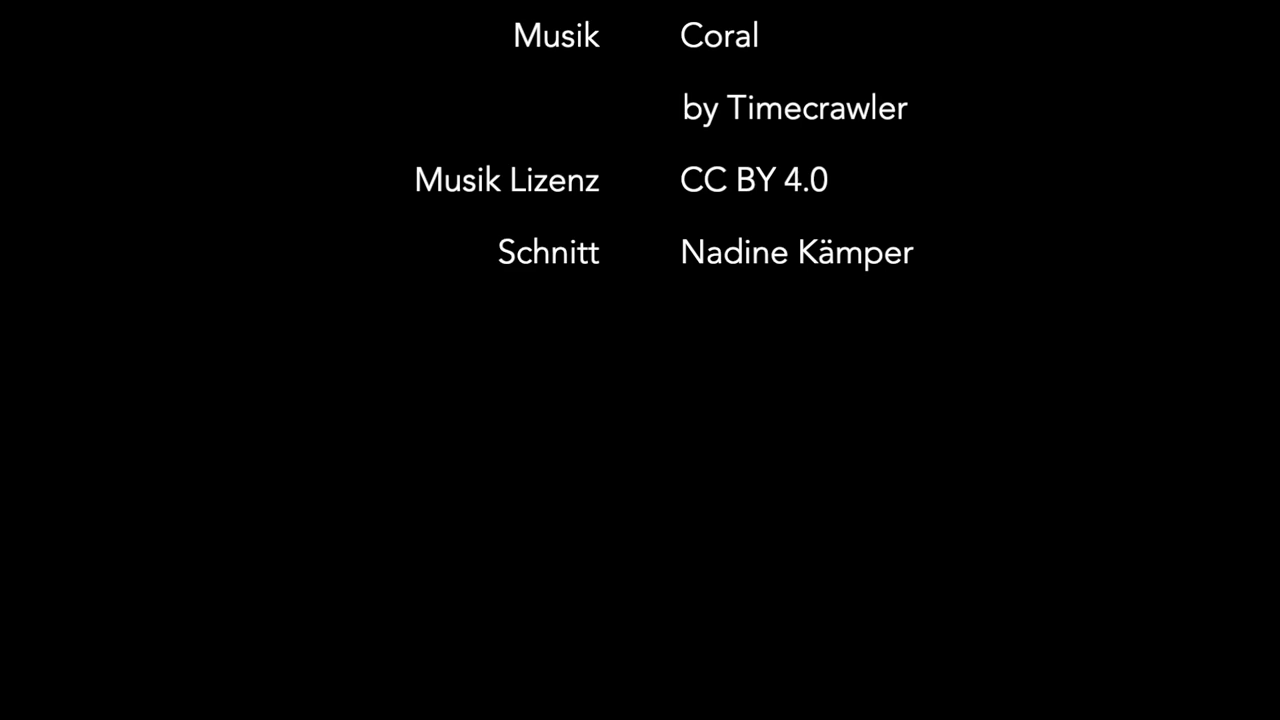 Musik Coral
by Timecrawler
Musik Lizenz CC BY 4.0
Schnitt Nadine Kämper